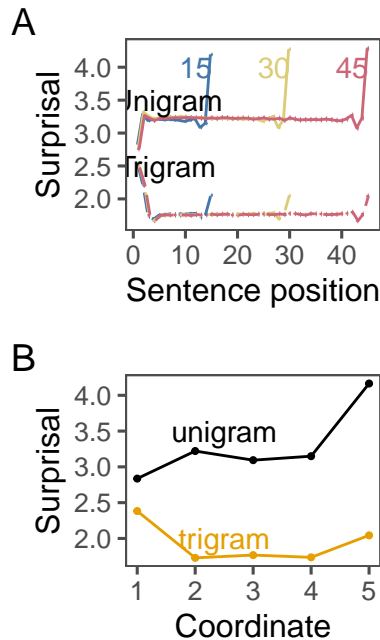 A
15 30 45
4.0
Unigram
3.5
3.0
Trigram
2.5
2.0
Surprisal
0 10 20 30 40
Sentence position
B
4.0
unigram
3.5
3.0
2.5
trigram
2.0
Surprisal
1 2 3 4 5
Coordinate